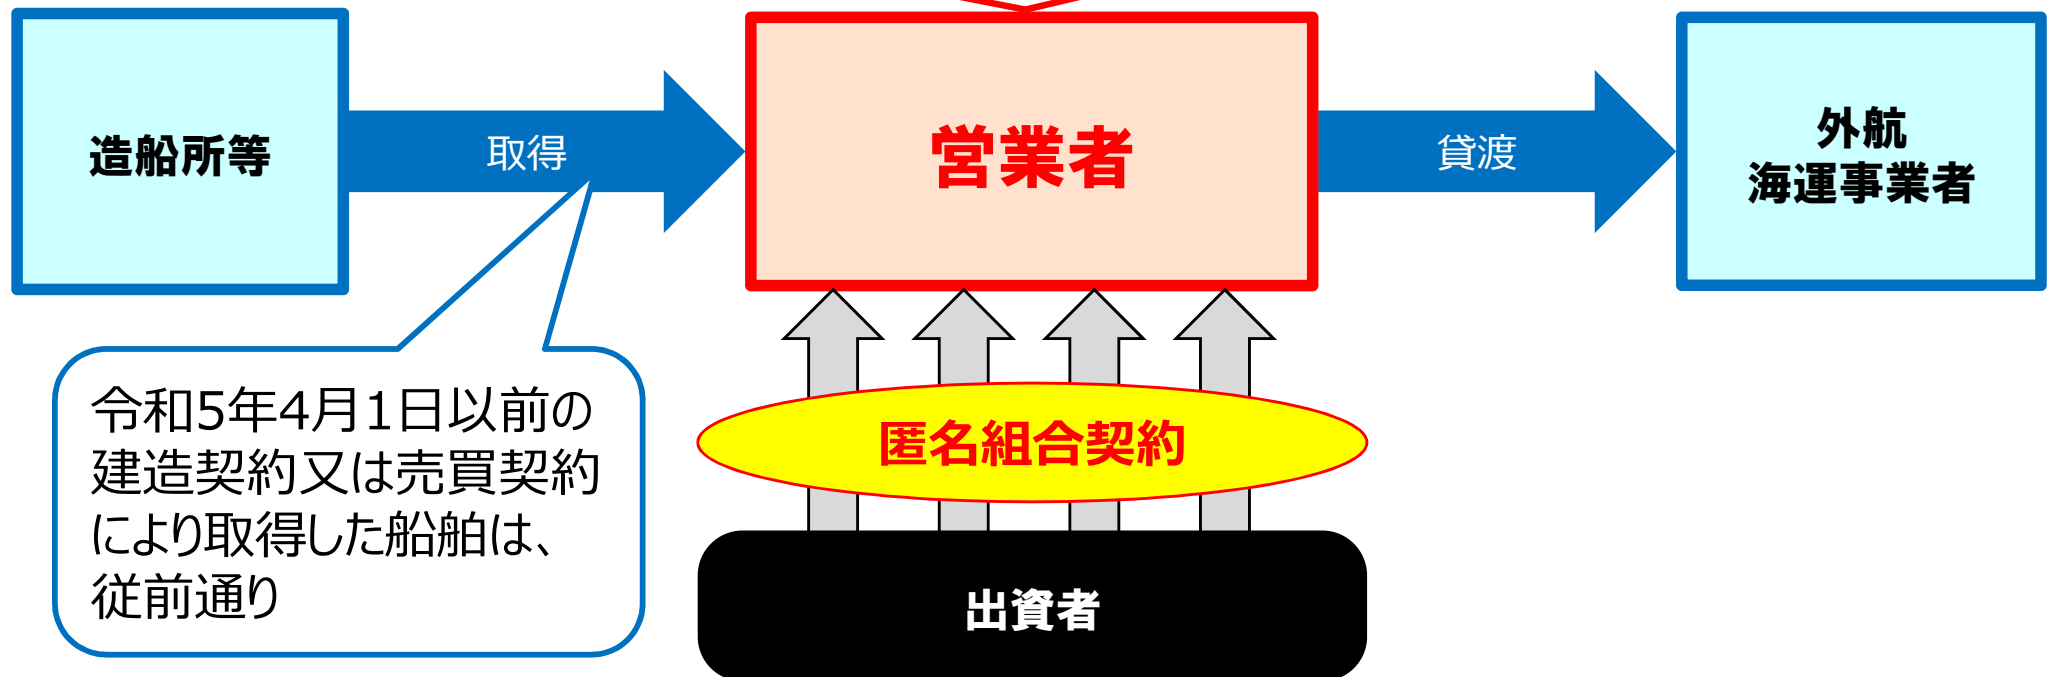 造船所等
取得
営業者
貸渡
外航
海運事業者
令和5年4月1日以前の
建造契約又は売買契約
により取得した船舶は、
従前通り
匿名組合契約
出資者